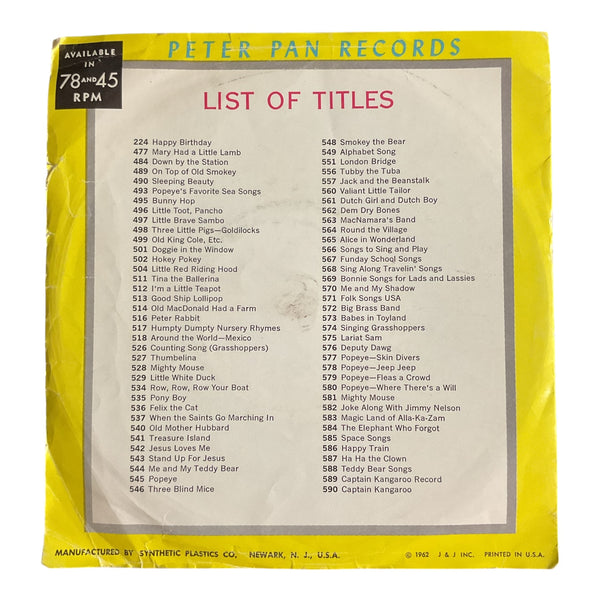 AVAILABLE
IN
78 AND 45
RPM
PETER PAN RECORDS
LIST OF TITLES
224 Happy Birthday
477 Mary Had a Little Lamb
484 Down by the Station
489 On Top of Old Smokey
490 Sleeping Beauty
493 Popeye's Favorite Sea Songs
495 Bunny Hop
496 Little Toot, Pancho
497 Little Brave Sambo
498 Three Little Pigs—Goldilocks
499 Old King Cole, Etc.
501 Doggie in the Window
502 Hokey Pokey
504 Little Red Riding Hood
511 Tina the Ballerina
512 I'm a Little Teapot
513 Good Ship Lollipop
514 Old MacDonald Had a Farm
516 Peter Rabbit
517 Humpty Dumpty Nursery Rhymes
518 Around the World—Mexico
526 Counting Song (Grasshoppers)
527 Thumbelina
528 Mighty Mouse
529 Little White Duck
534 Row, Row, Row Your Boat
535 Pony Boy
536 Felix the Cat
537 When the Saints Go Marching In
540 Old Mother Hubbard
541 Treasure Island
542 Jesus Loves Me
543 Stand Up For Jesus
544 Me and My Teddy Bear
545 Popeye
546 Three Blind Mice
548 Smokey the Bear
549 Alphabet Song
551 London Bridge
556 Tubby the Tuba
557 Jack and the Beanstalk
560 Valiant Little Tailor
561 Dutch Girl and Dutch Boy
562 Dem Dry Bones
563 MacNamara's Band
564 Round the Village
565 Alice in Wonderland
566 Songs to Sing and Play
567 Funday School Songs
568 Sing Along Travelin' Songs
569 Bonnie Songs for Lads and Lassies
570 Me and My Shadow
571 Folk Songs USA
572 Big Brass Band
573 Babes in Toyland
574 Singing Grasshoppers
575 Lariat Sam
576 Deputy Dawg
577 Popeye—Skin Divers
578 Popeye—Jeep Jeep
579 Popeye—Fleas a Crowd
580 Popeye—Where There's a Will
581 Mighty Mouse
582 Joke Along With Jimmy Nelson
583 Magic Land of Alla-Ka-Zam
584 The Elephant Who Forgot
585 Space Songs
586 Happy Train
587 Ha Ha the Clown
588 Teddy Bear Songs
589 Captain Kangaroo Record
590 Captain Kangaroo
MANUFACTURED BY SYNTHETIC PLASTICS CO. NEWARK, N. J., U.S.A.
© 1962 J & J INC. PRINTED IN U.S.A.